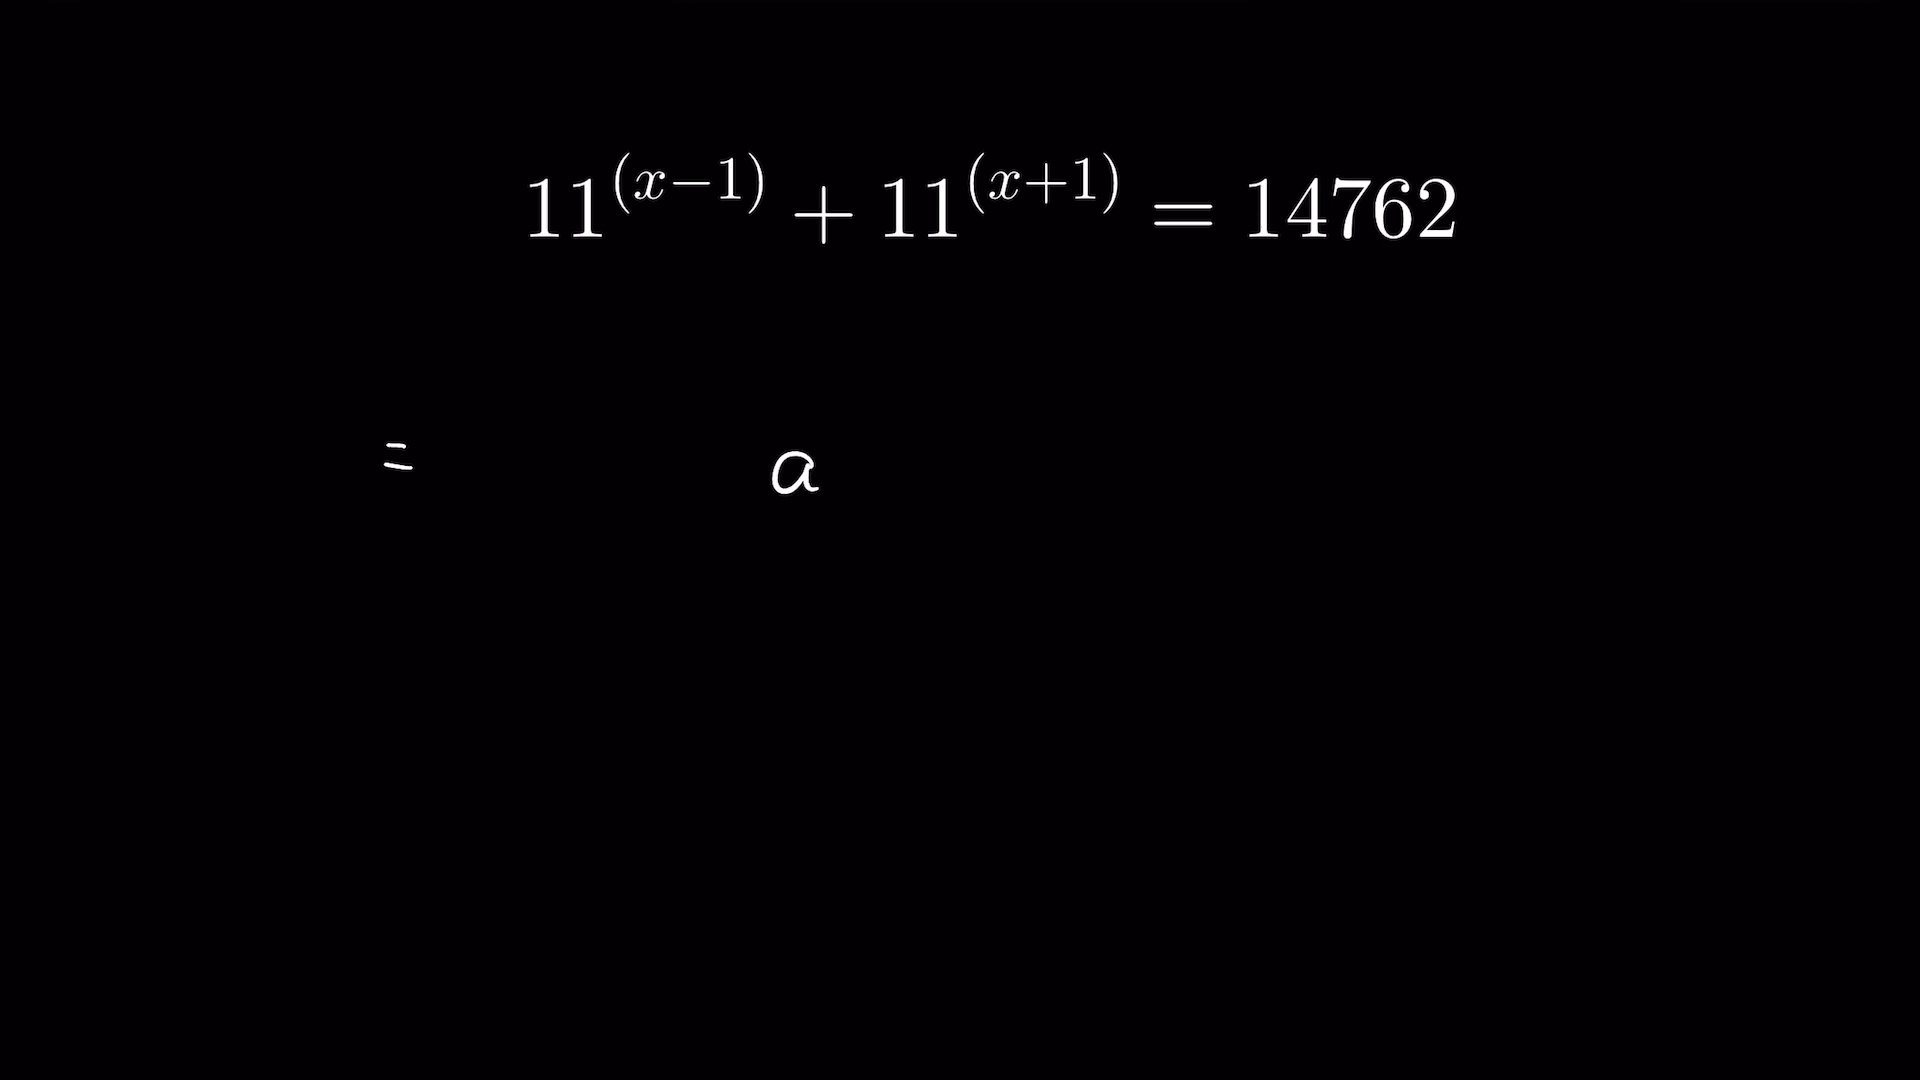 11^(x−1) + 11^(x+1) = 14762
= a